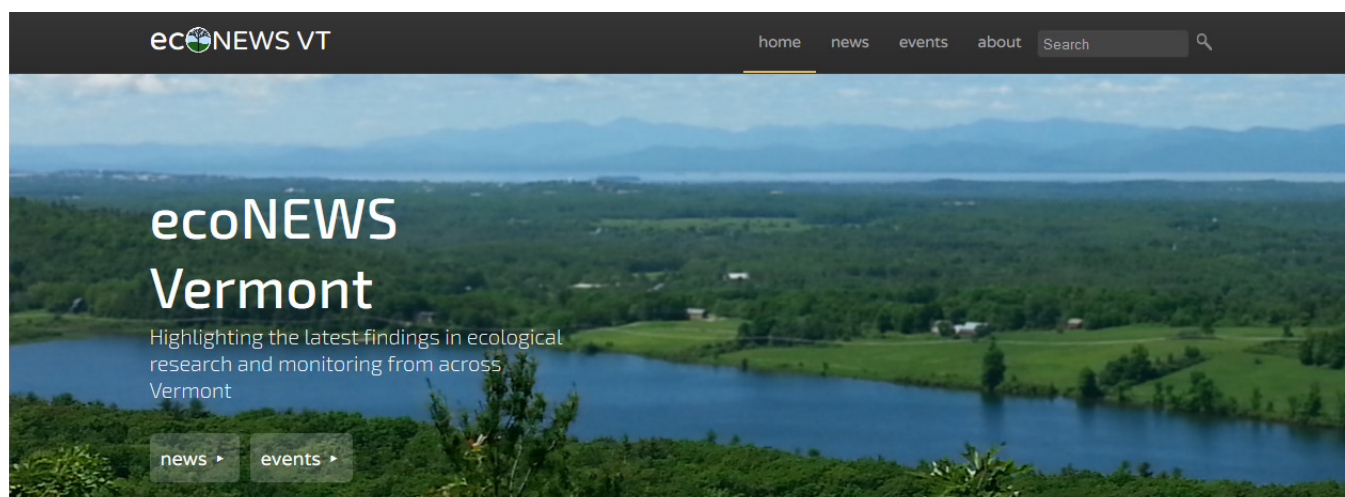 ecoNEWS VT
home news events about Search
ecoNEWS
Vermont
Highlighting the latest findings in ecological
research and monitoring from across
Vermont
news ▸ events ▸